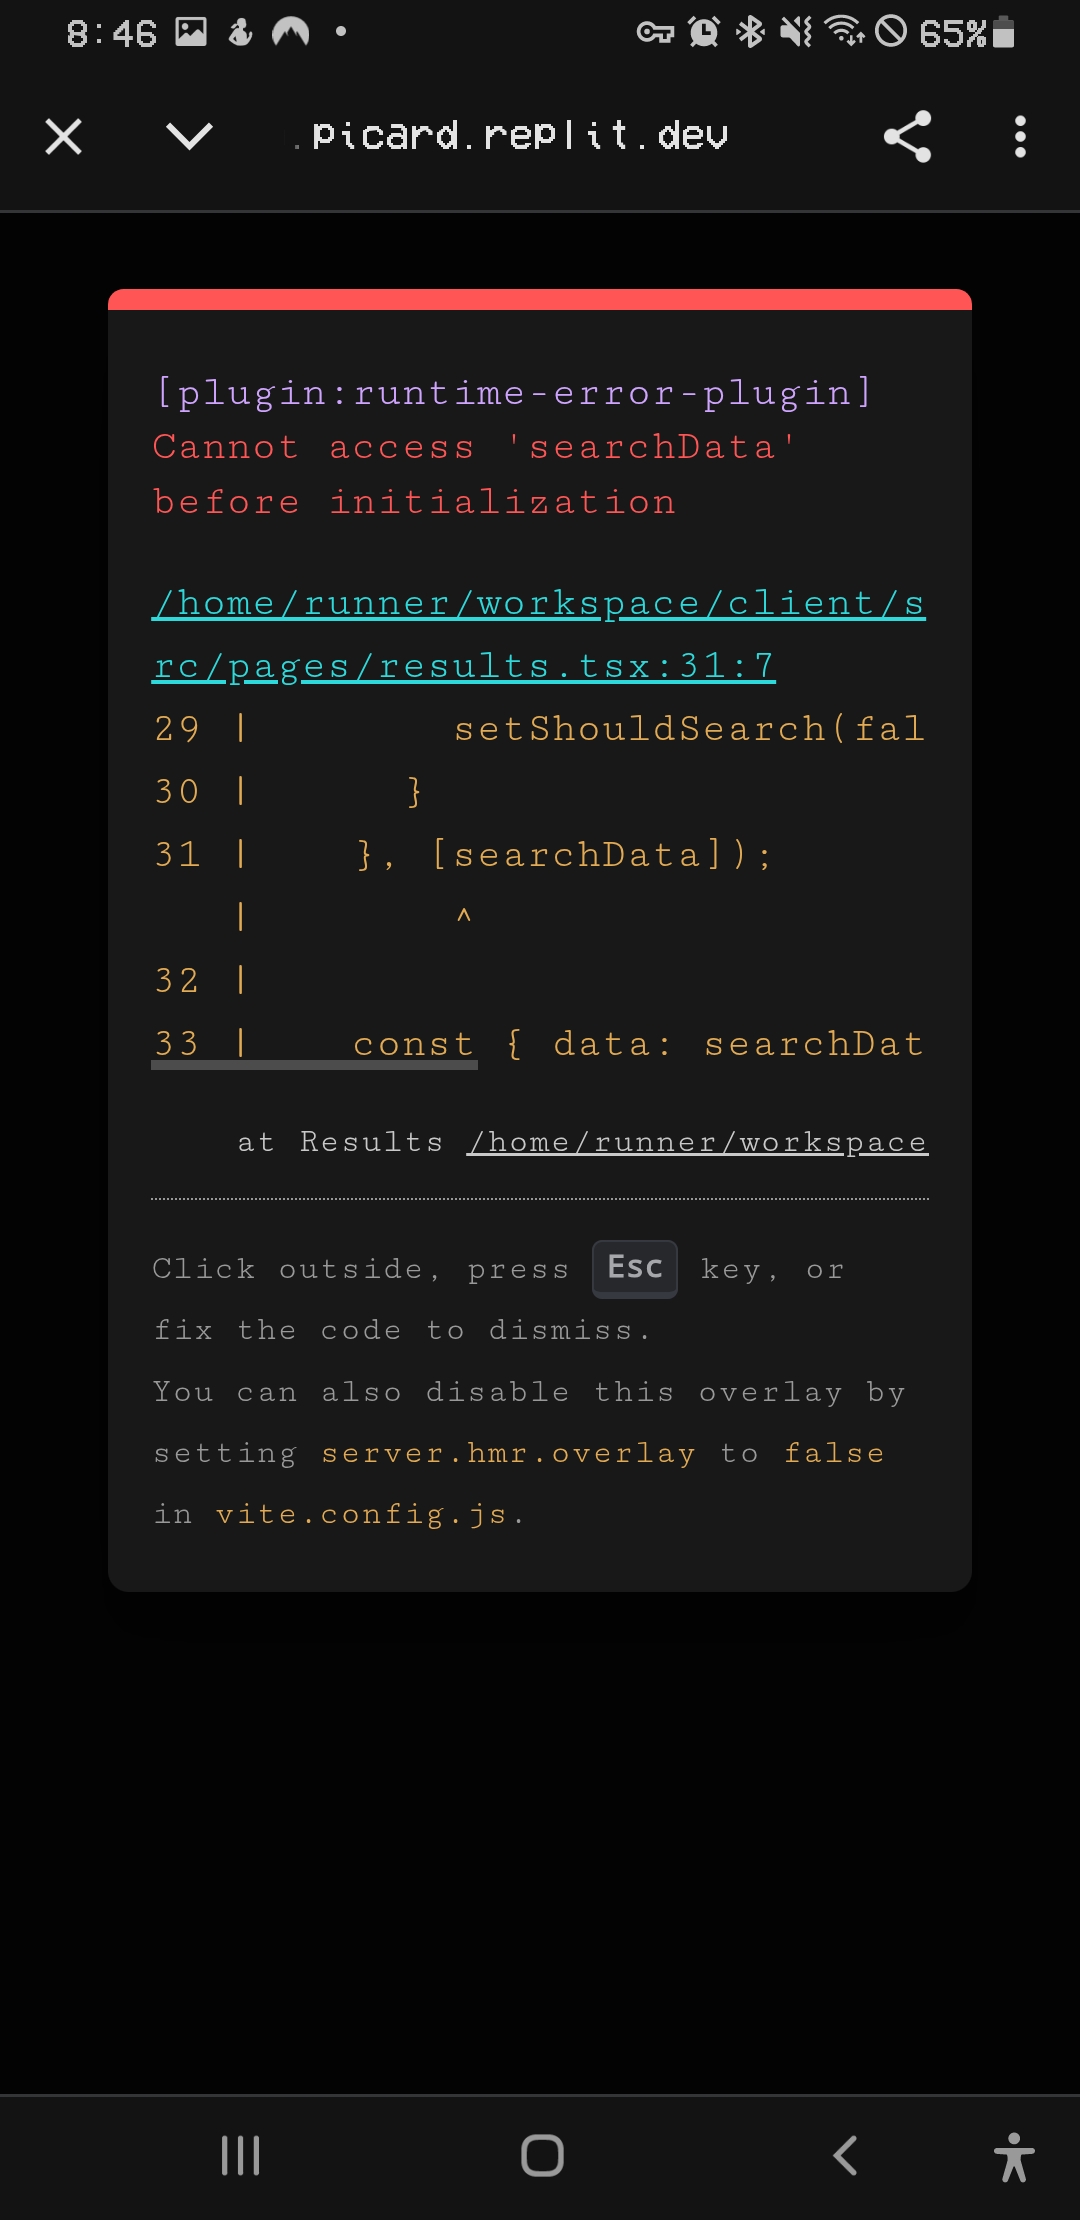 8:46
65%
.picard.replit.dev
[plugin:runtime-error-plugin]
Cannot access 'searchData'
before initialization
/home/runner/workspace/client/s
rc/pages/results.tsx:31:7
29 |         setShouldSearch(fal
30 |       }
31 |     }, [searchData]);
   |         ^
32 |
33 |     const { data: searchDat
at Results /home/runner/workspace
Click outside, press Esc key, or
fix the code to dismiss.
You can also disable this overlay by
setting server.hmr.overlay to false
in vite.config.js.